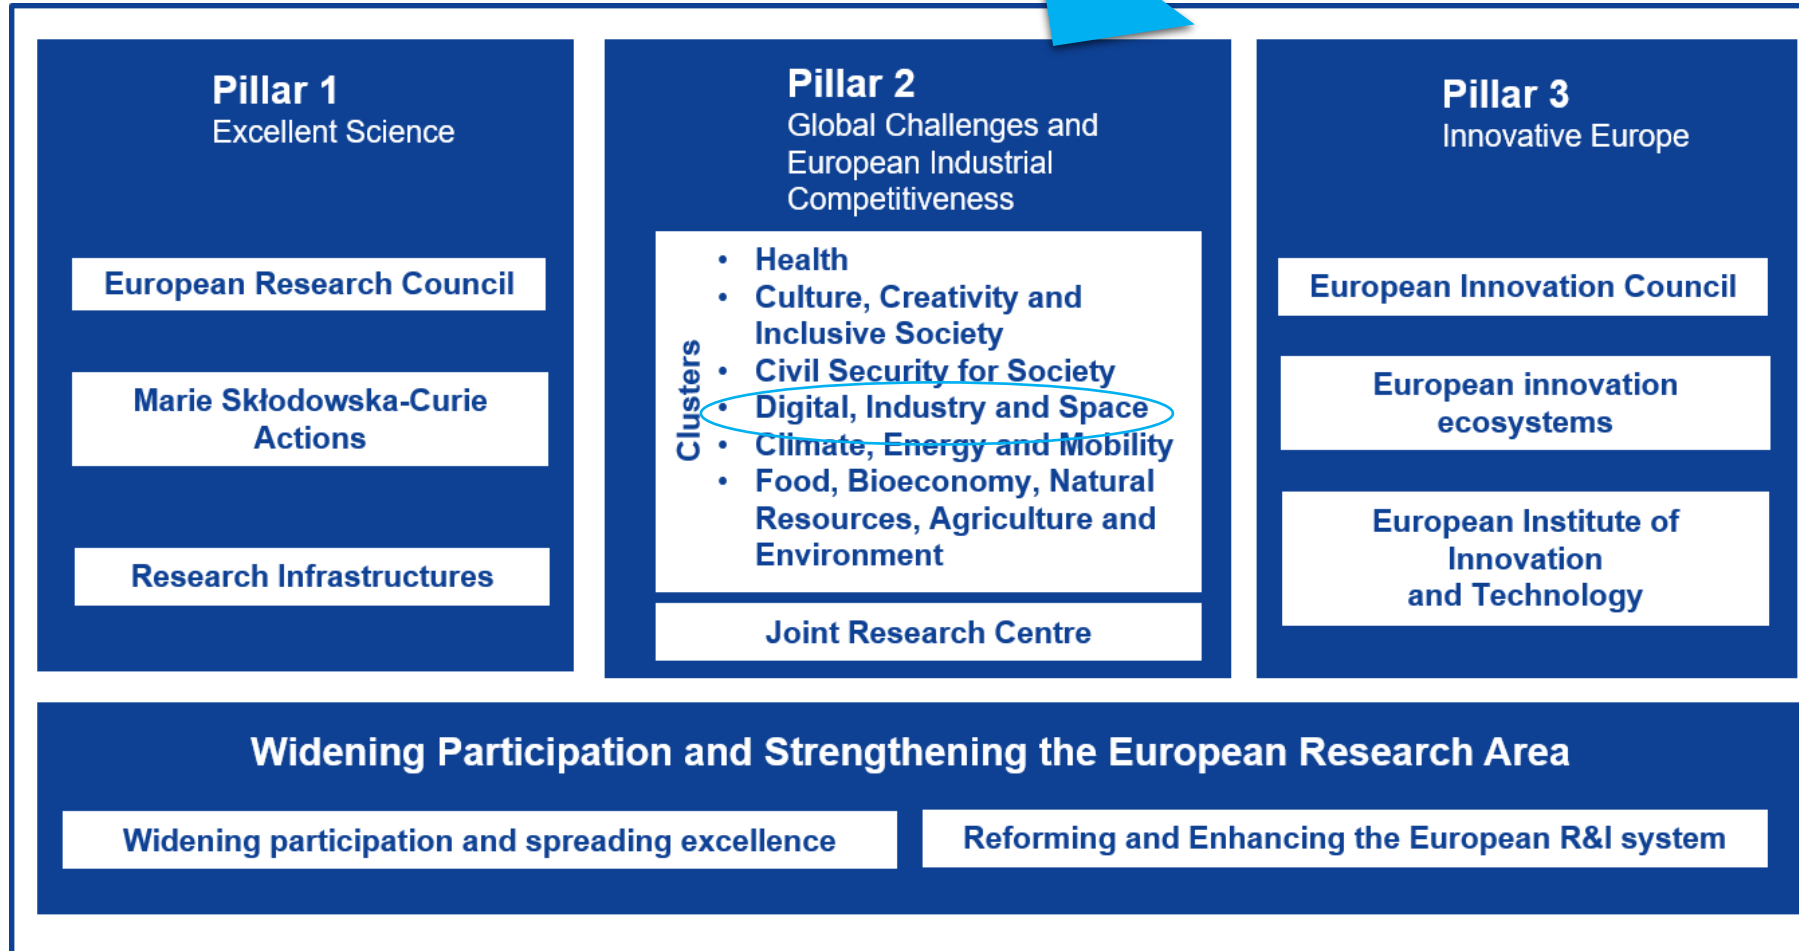 Pillar 1
Excellent Science
European Research Council
Marie Skłodowska-Curie
Actions
Research Infrastructures
Pillar 2
Global Challenges and
European Industrial
Competitiveness
Clusters
• Health
• Culture, Creativity and
Inclusive Society
• Civil Security for Society
• Digital, Industry and Space
• Climate, Energy and Mobility
• Food, Bioeconomy, Natural
Resources, Agriculture and
Environment
Joint Research Centre
Pillar 3
Innovative Europe
European Innovation Council
European innovation
ecosystems
European Institute of
Innovation
and Technology
Widening Participation and Strengthening the European Research Area
Widening participation and spreading excellence
Reforming and Enhancing the European R&I system